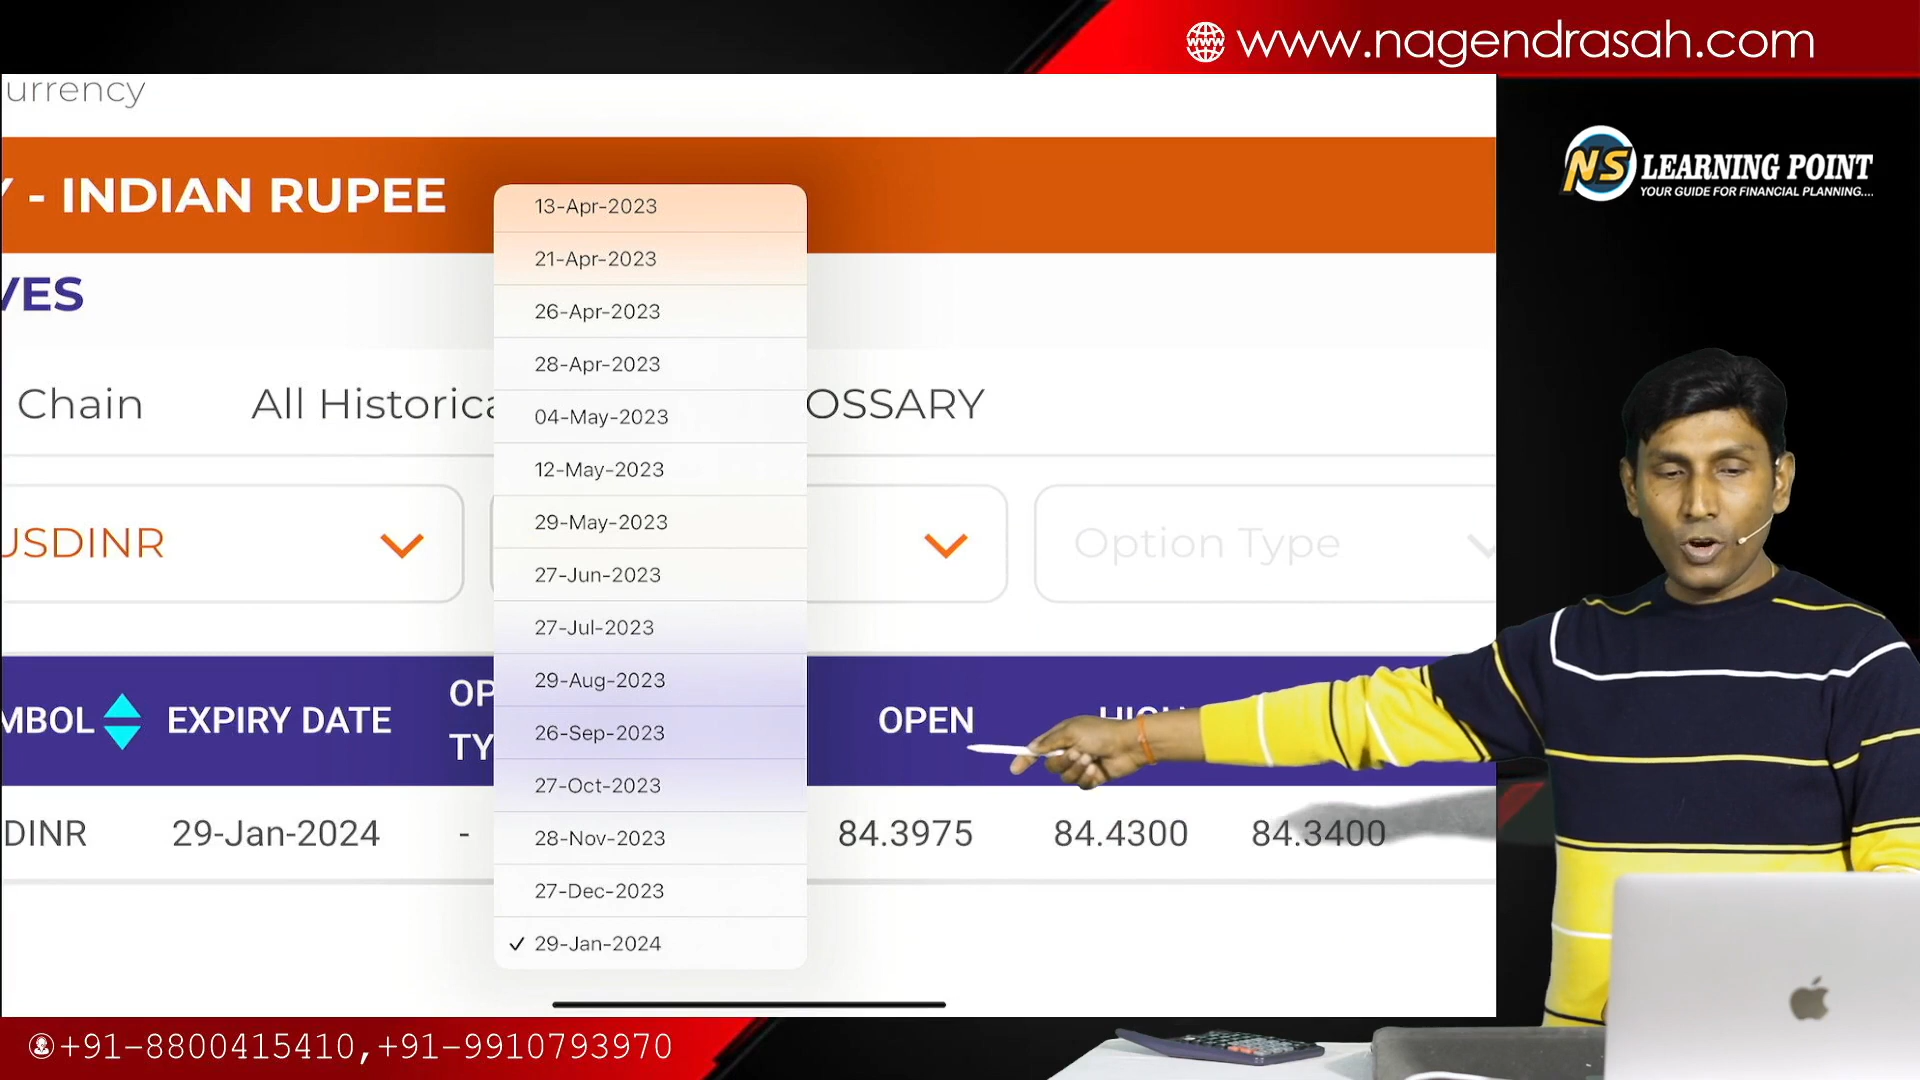 www.nagendrasah.com
urrency
- INDIAN RUPEE
NS LEARNING POINT
YOUR GUIDE FOR FINANCIAL PLANNING....
VES
Chain
All Historica
OSSARY
USDINR
Option Type
13-Apr-2023
21-Apr-2023
26-Apr-2023
28-Apr-2023
04-May-2023
12-May-2023
29-May-2023
27-Jun-2023
27-Jul-2023
29-Aug-2023
26-Sep-2023
27-Oct-2023
28-Nov-2023
27-Dec-2023
✓ 29-Jan-2024
MBOL
EXPIRY DATE
OP
TY
OPEN
DINR
29-Jan-2024
-
84.3975
84.4300
84.3400
+91-8800415410,+91-9910793970